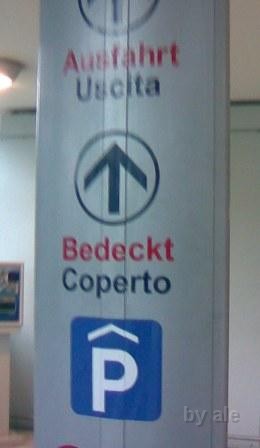 Ausfahrt
Uscita
Bedeckt
Coperto
P
by ale